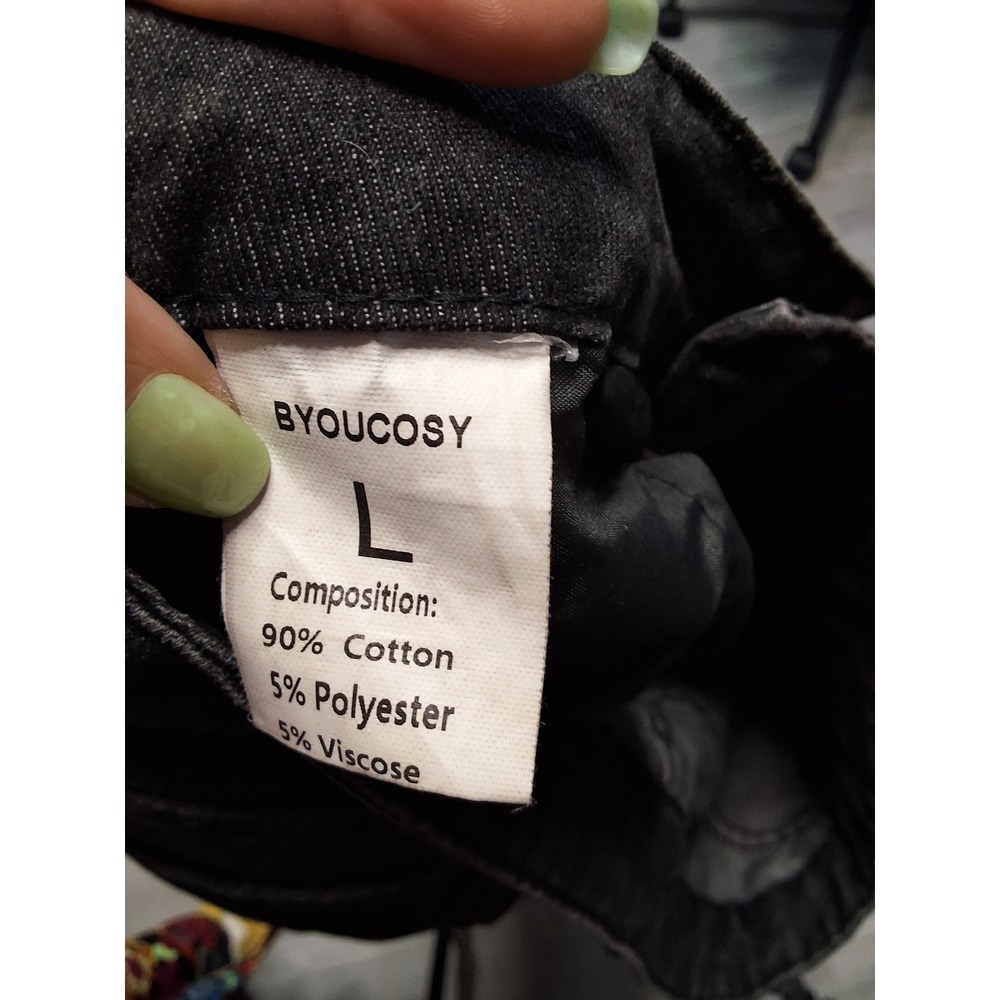 BYOUCOSY
L
Composition:
90% Cotton
5% Polyester
5% Viscose